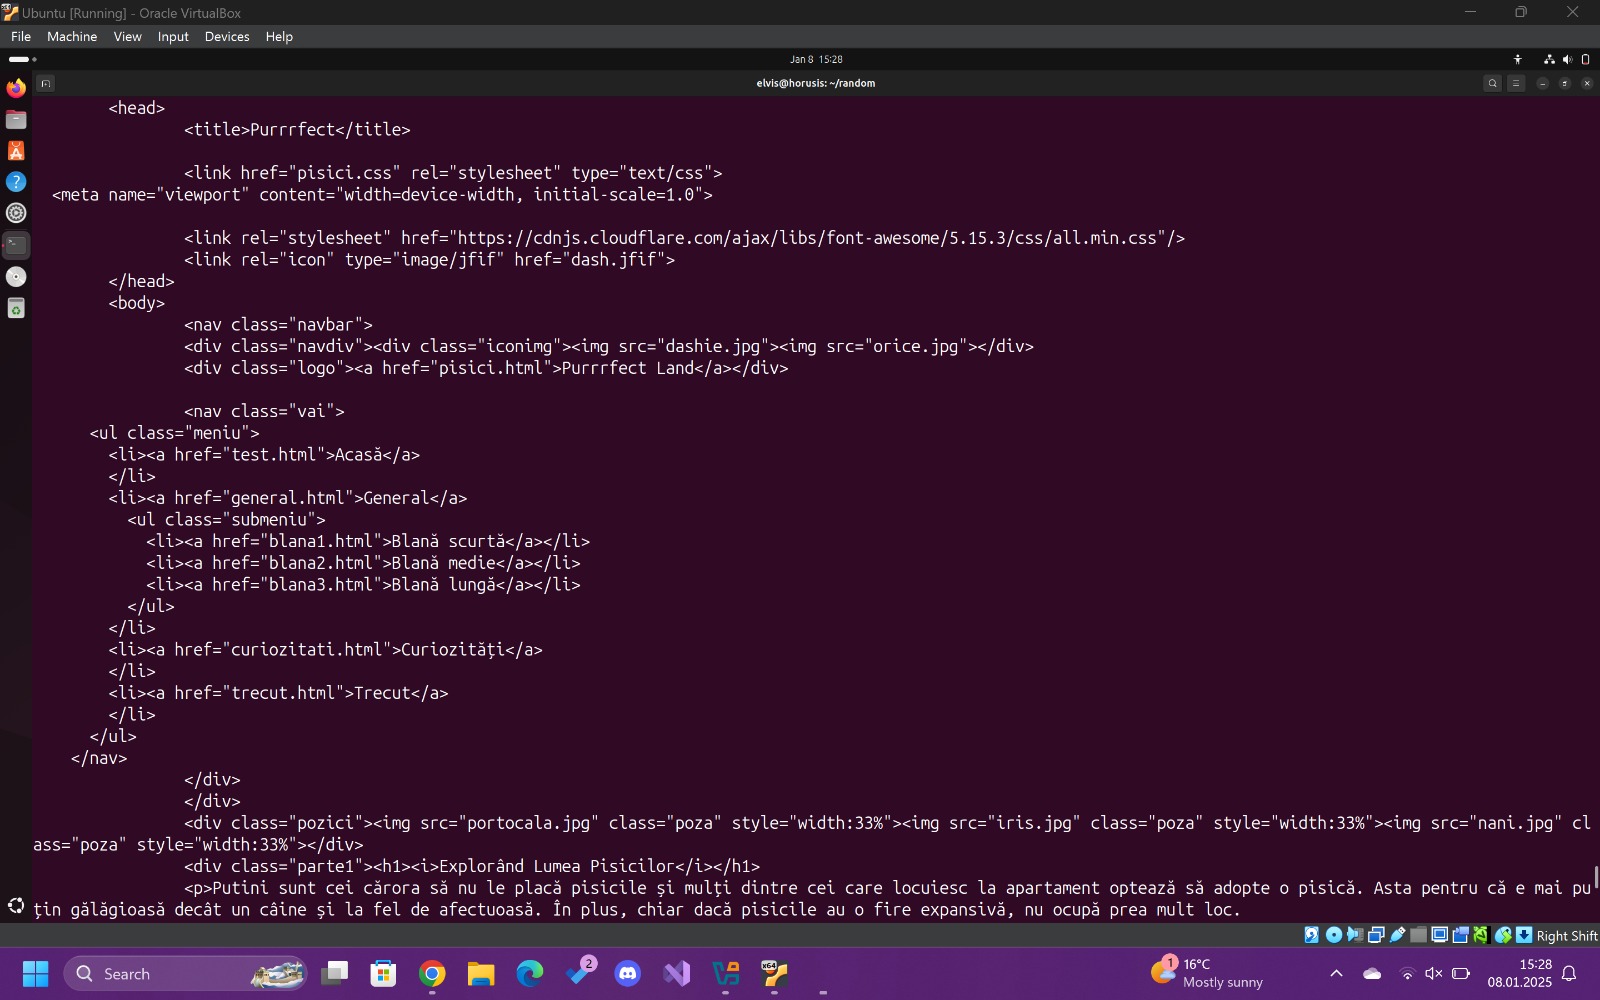 Ubuntu [Running] - Oracle VirtualBox
File Machine View Input Devices Help
Jan 8 15:28
elvis@horusis: ~/random
<head>
<title>Purrrfect</title>
<link href="pisici.css" rel="stylesheet" type="text/css">
<meta name="viewport" content="width=device-width, initial-scale=1.0">
<link rel="stylesheet" href="https://cdnjs.cloudflare.com/ajax/libs/font-awesome/5.15.3/css/all.min.css"/>
<link rel="icon" type="image/jfif" href="dash.jfif">
</head>
<body>
<nav class="navbar">
<div class="navdiv"><div class="iconimg"><img src="dashie.jpg"><img src="orice.jpg"></div>
<div class="logo"><a href="pisici.html">Purrrfect Land</a></div>
<nav class="vai">
<ul class="meniu">
<li><a href="test.html">Acasă</a>
</li>
<li><a href="general.html">General</a>
<ul class="submeniu">
<li><a href="blana1.html">Blană scurtă</a></li>
<li><a href="blana2.html">Blană medie</a></li>
<li><a href="blana3.html">Blană lungă</a></li>
</ul>
</li>
<li><a href="curiozitati.html">Curiozități</a>
</li>
<li><a href="trecut.html">Trecut</a>
</li>
</ul>
</nav>
</div>
</div>
<div class="pozici"><img src="portocala.jpg" class="poza" style="width:33%"><img src="iris.jpg" class="poza" style="width:33%"><img src="nani.jpg" cl
ass="poza" style="width:33%"></div>
<div class="parte1"><h1><i>Explorând Lumea Pisicilor</i></h1>
<p>Putini sunt cei cărora să nu le placă pisicile şi mulţi dintre cei care locuiesc la apartament optează să adopte o pisică. Asta pentru că e mai pu
ţin gălăgioasă decât un câine şi la fel de afectuoasă. În plus, chiar dacă pisicile au o fire expansivă, nu ocupă prea mult loc.
Right Shift
Search
2
x64
1
16°C
Mostly sunny
15:28
08.01.2025